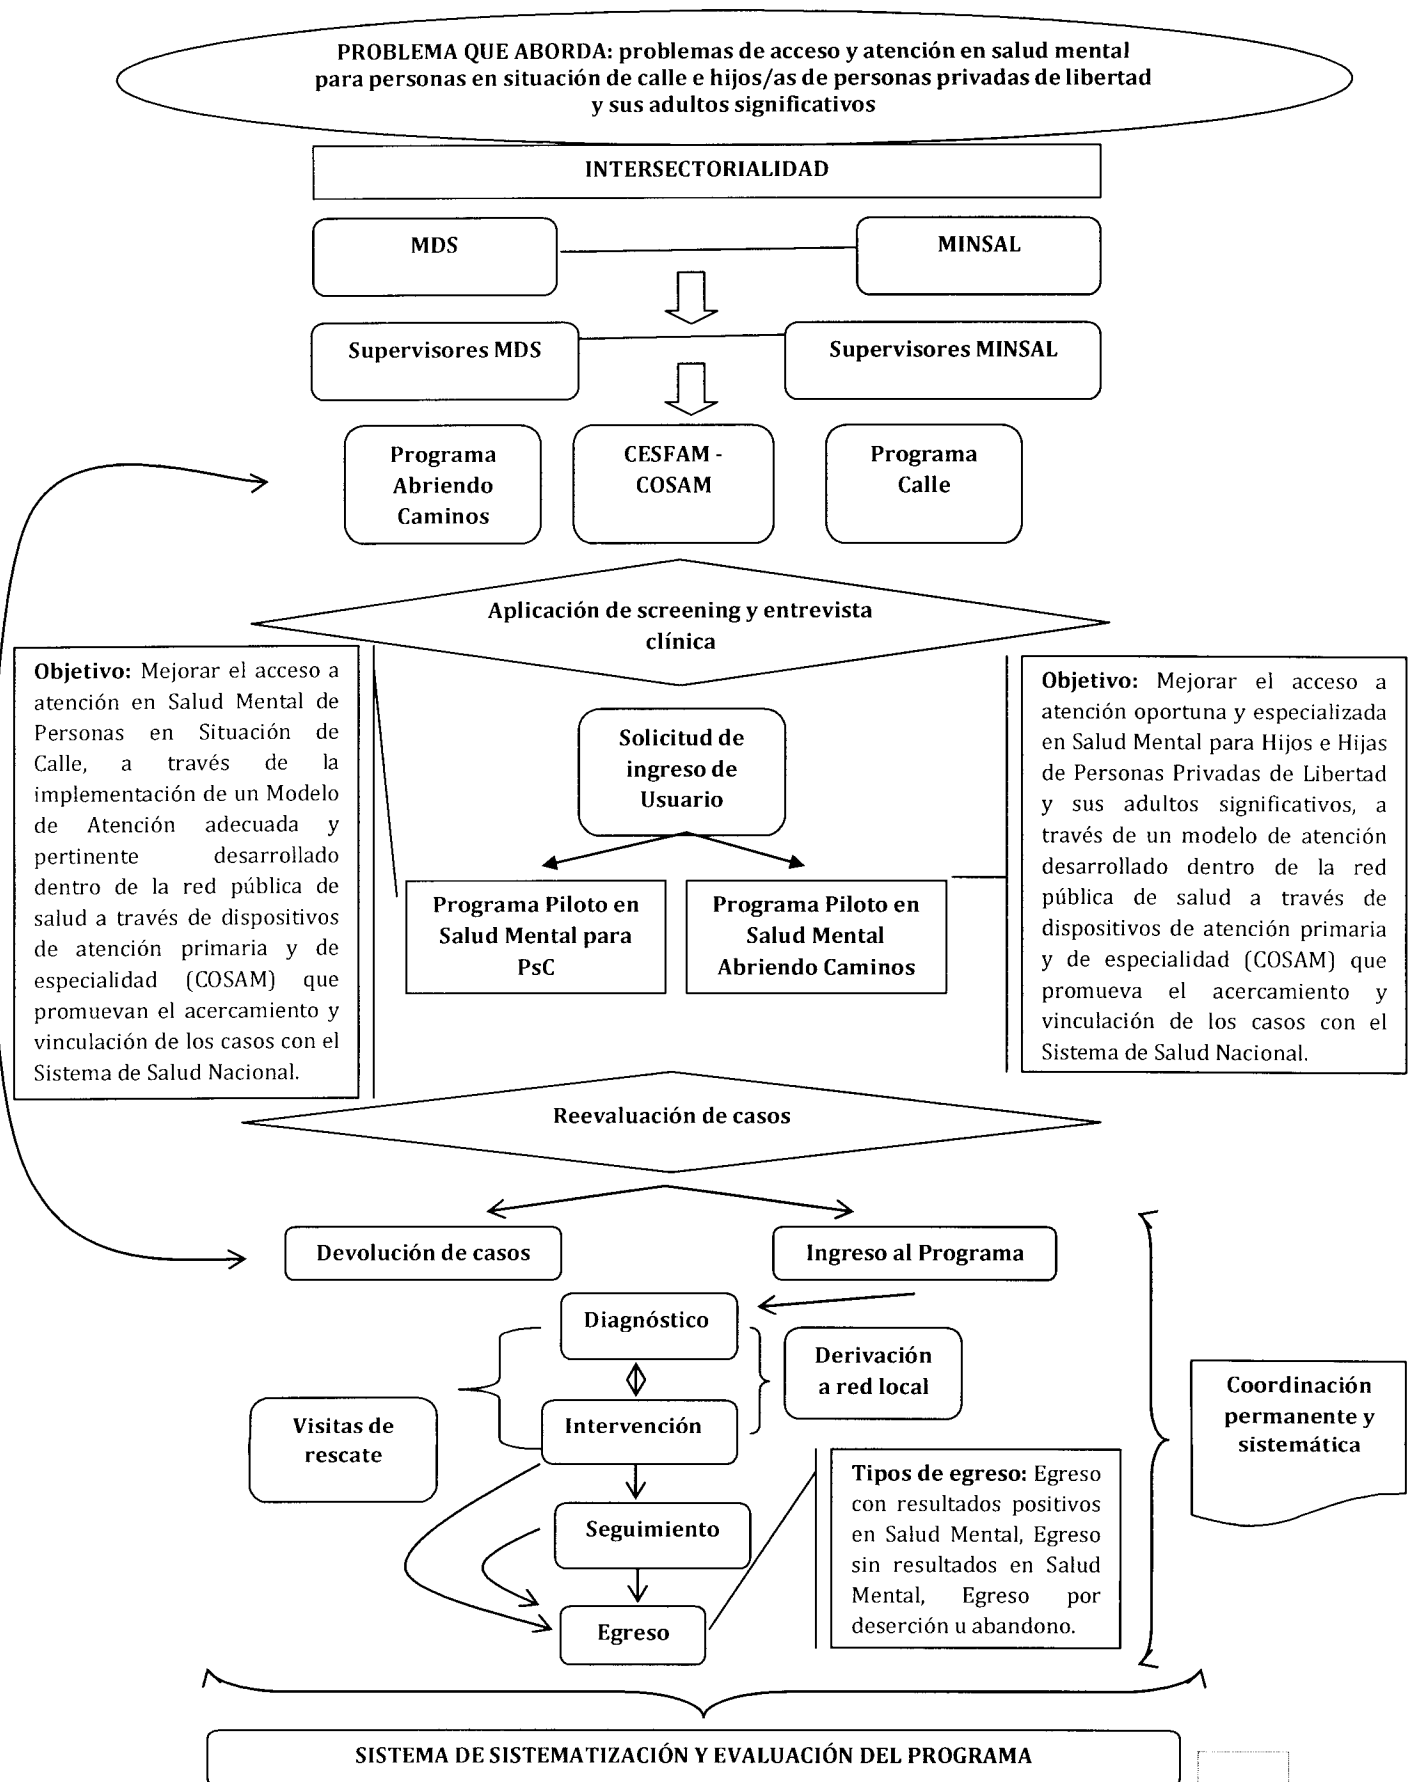 PROBLEMA QUE ABORDA: problemas de acceso y atención en salud mental
para personas en situación de calle e hijos/as de personas privadas de libertad
y sus adultos significativos
INTERSECTORIALIDAD
MDS
MINSAL
Supervisores MDS
Supervisores MINSAL
Programa
Abriendo
Caminos
CESFAM -
COSAM
Programa
Calle
Aplicación de screening y entrevista
clínica
Objetivo: Mejorar el acceso a
atención en Salud Mental de
Personas en Situación de
Calle, a través de la
implementación de un Modelo
de Atención adecuada y
pertinente desarrollado
dentro de la red pública de
salud a través de dispositivos
de atención primaria y de
especialidad (COSAM) que
promuevan el acercamiento y
vinculación de los casos con el
Sistema de Salud Nacional.
Solicitud de
ingreso de
Usuario
Programa Piloto en
Salud Mental para
PsC
Programa Piloto en
Salud Mental
Abriendo Caminos
Objetivo: Mejorar el acceso a
atención oportuna y especializada
en Salud Mental para Hijos e Hijas
de Personas Privadas de Libertad
y sus adultos significativos, a
través de un modelo de atención
desarrollado dentro de la red
pública de salud a través de
dispositivos de atención primaria
y de especialidad (COSAM) que
promueva el acercamiento y
vinculación de los casos con el
Sistema de Salud Nacional.
Reevaluación de casos
Devolución de casos
Ingreso al Programa
Diagnóstico
Derivación
a red local
Visitas de
rescate
Intervención
Coordinación
permanente y
sistemática
Seguimiento
Tipos de egreso: Egreso
con resultados positivos
en Salud Mental, Egreso
sin resultados en Salud
Mental, Egreso por
deserción u abandono.
Egreso
SISTEMA DE SISTEMATIZACIÓN Y EVALUACIÓN DEL PROGRAMA